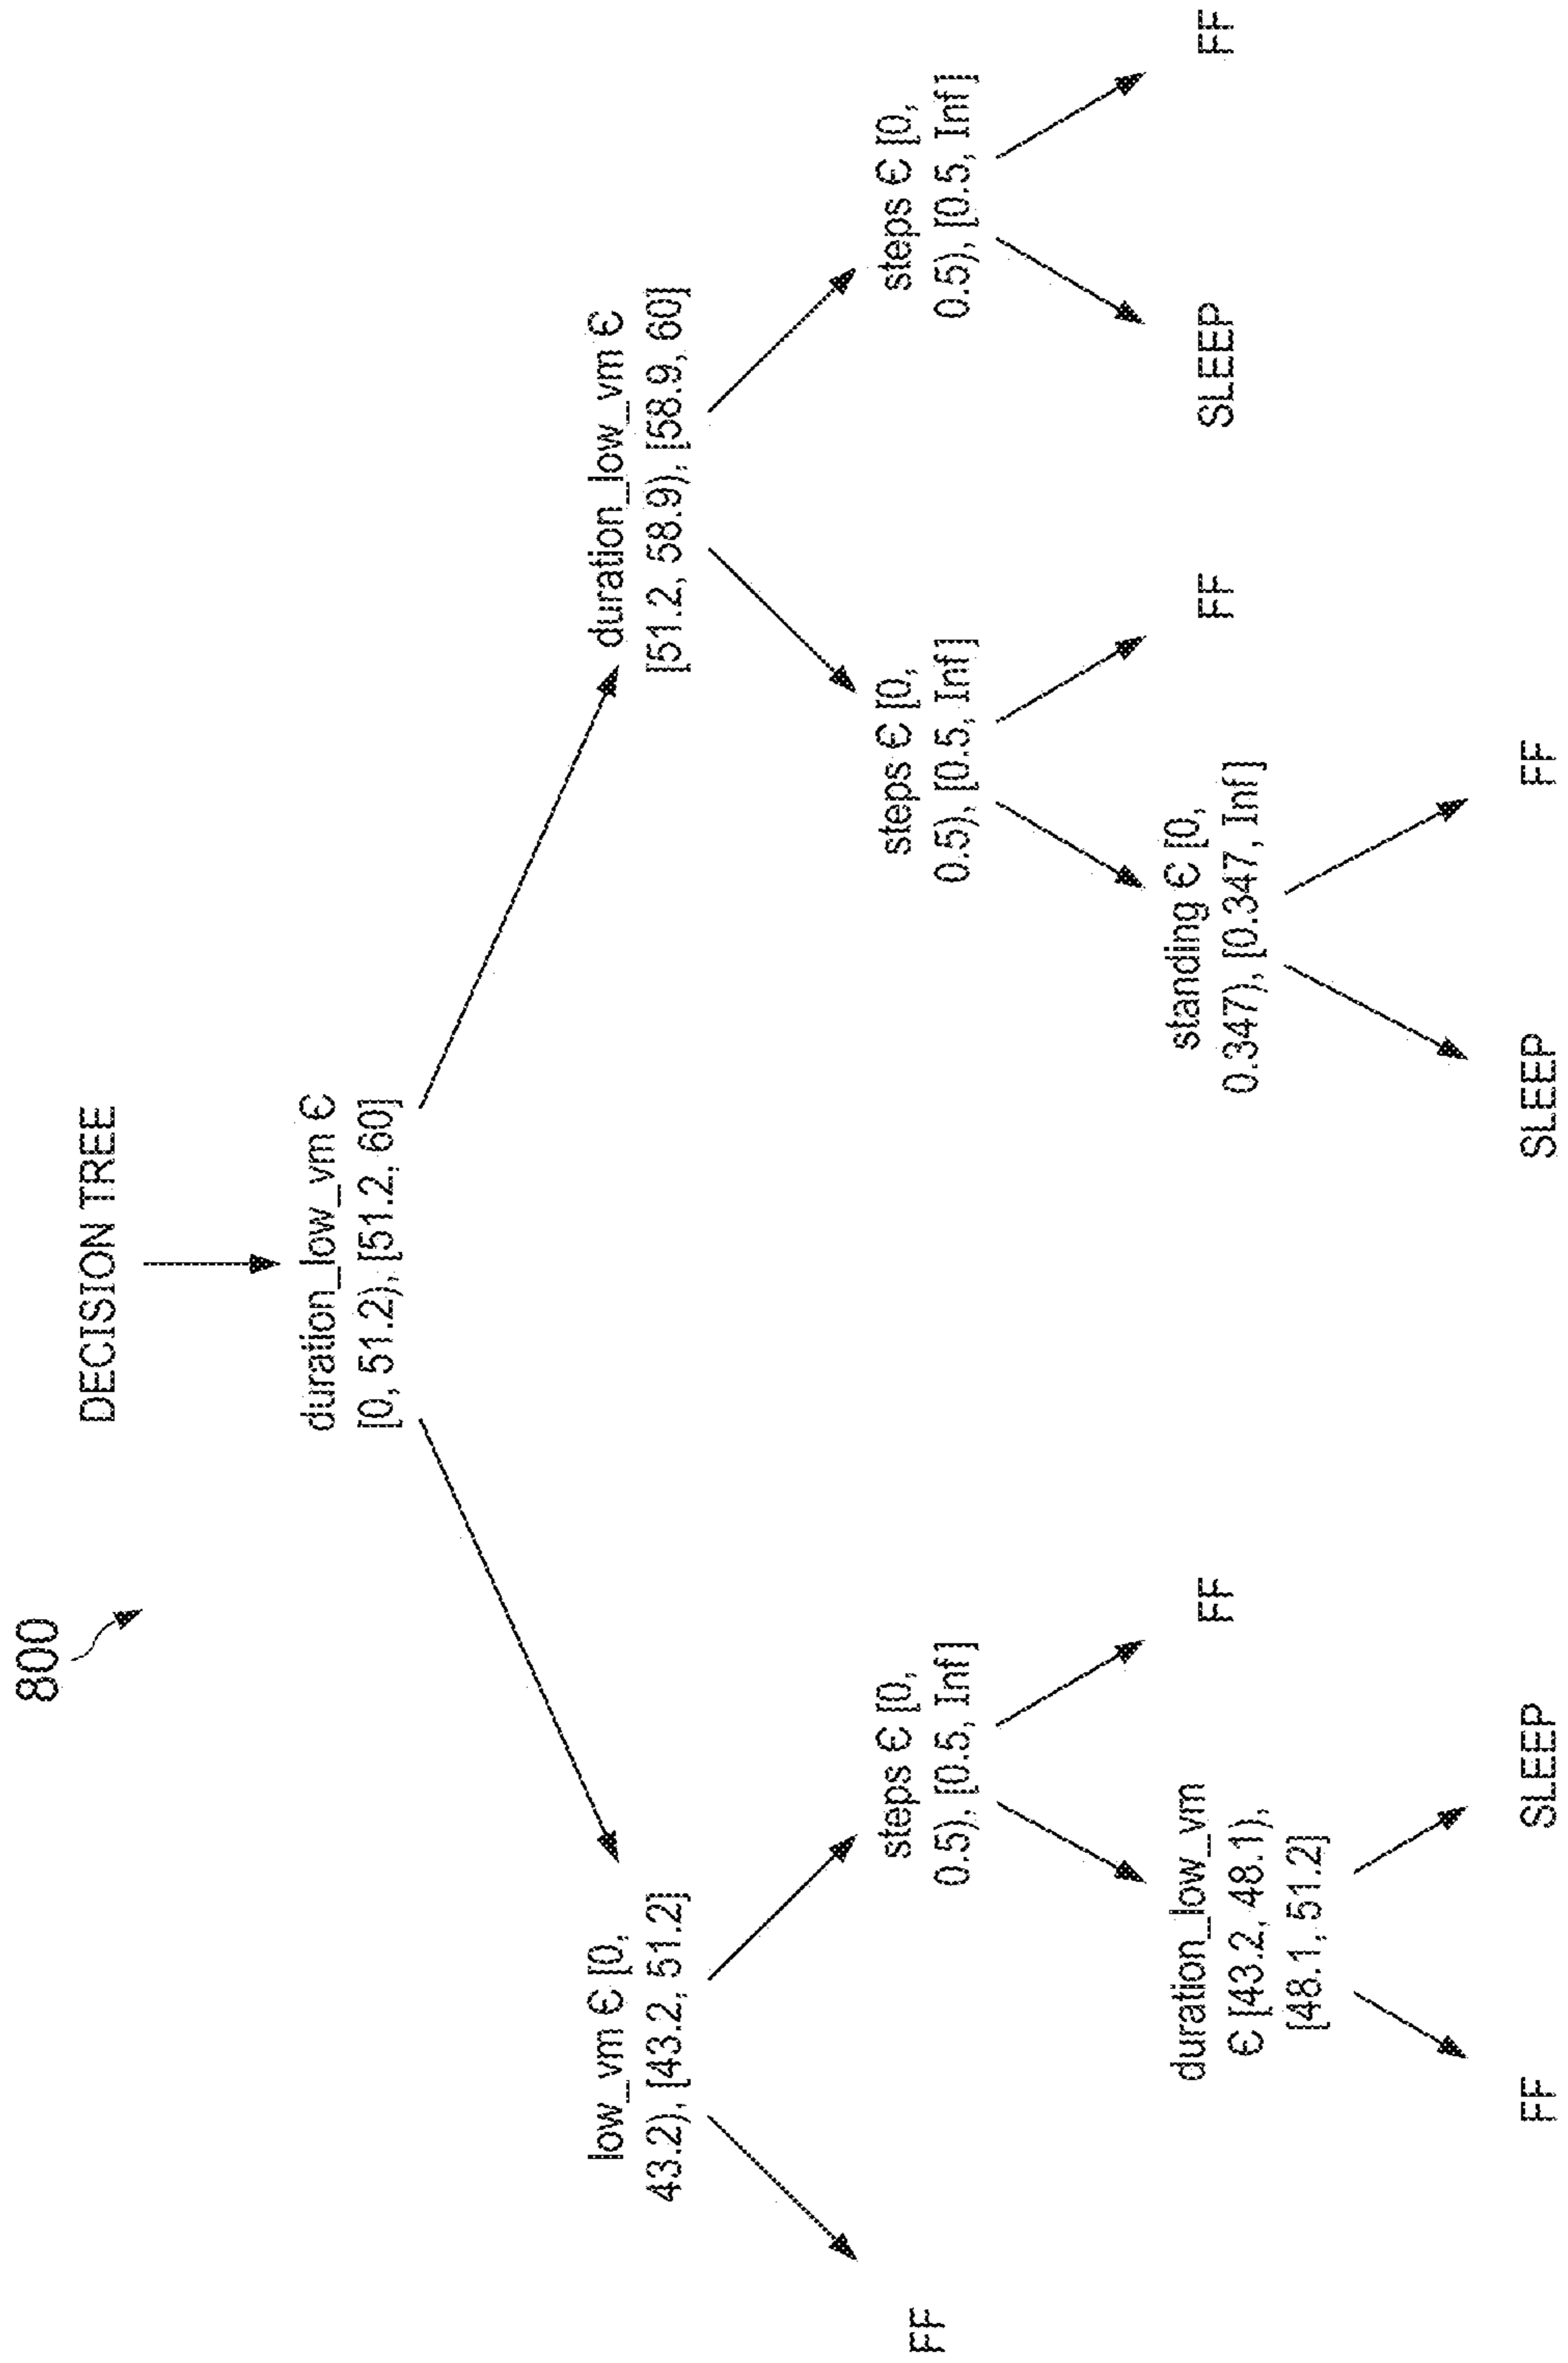 800
DECISION TREE
duration_low_vm Є
[0, 51.2), [51.2, 60]
low_vm Є [0,
43.2), [43.2, 51.2]
duration_low_vm Є
[51.2, 58.9), [58.9, 60]
FF
steps Є [0,
0.5), [0.5, Inf]
steps Є [0,
0.5), [0.5, Inf]
steps Є [0,
0.5), [0.5, Inf]
duration_low_vm
Є [43.2, 48.1),
[48.1, 51.2]
FF
standing Є [0,
0.347), [0.347, Inf]
FF
SLEEP
FF
FF
SLEEP
SLEEP
FF